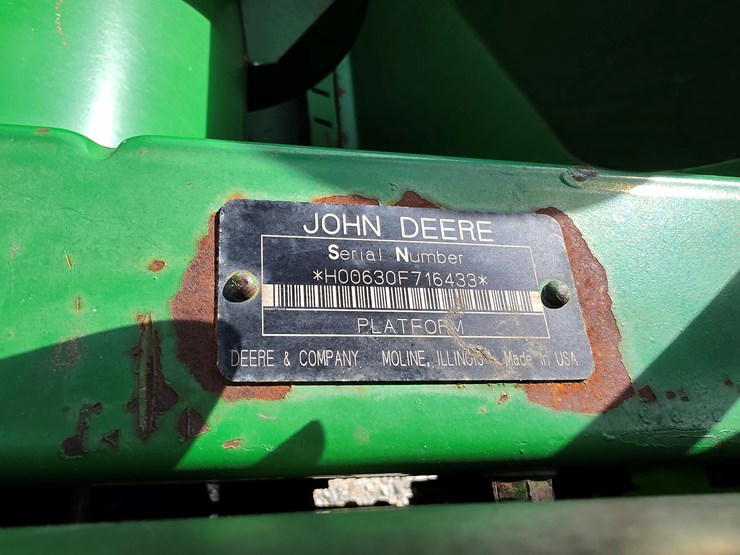 JOHN DEERE
Serial Number
*H00630F716433*
PLATFORM
DEERE & COMPANY MOLINE, ILLINOIS Made in USA